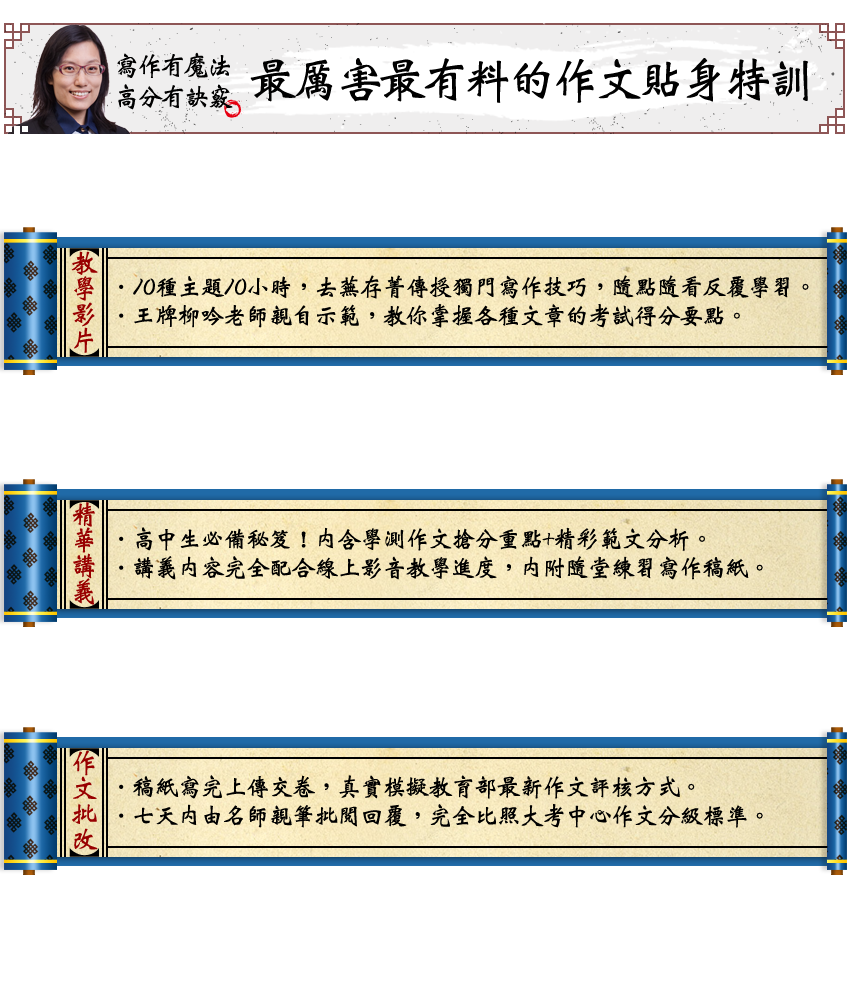 寫作有魔法
高分有訣竅
最厲害最有料的作文貼身特訓
教學影片
·10種主題10小時，去蕪存菁傳授獨門寫作技巧，隨點隨看反覆學習。
·王牌柳吟老師親自示範，教你掌握各種文章的考試得分要點。
精華講義
·高中生必備秘笈！內含學測作文搶分重點+精彩範文分析。
·講義內容完全配合線上影音教學進度，內附隨堂練習寫作稿紙。
作文批改
·稿紙寫完上傳交卷，真實模擬教育部最新作文評核方式。
·七天內由名師親筆批閱回覆，完全比照大考中心作文分級標準。